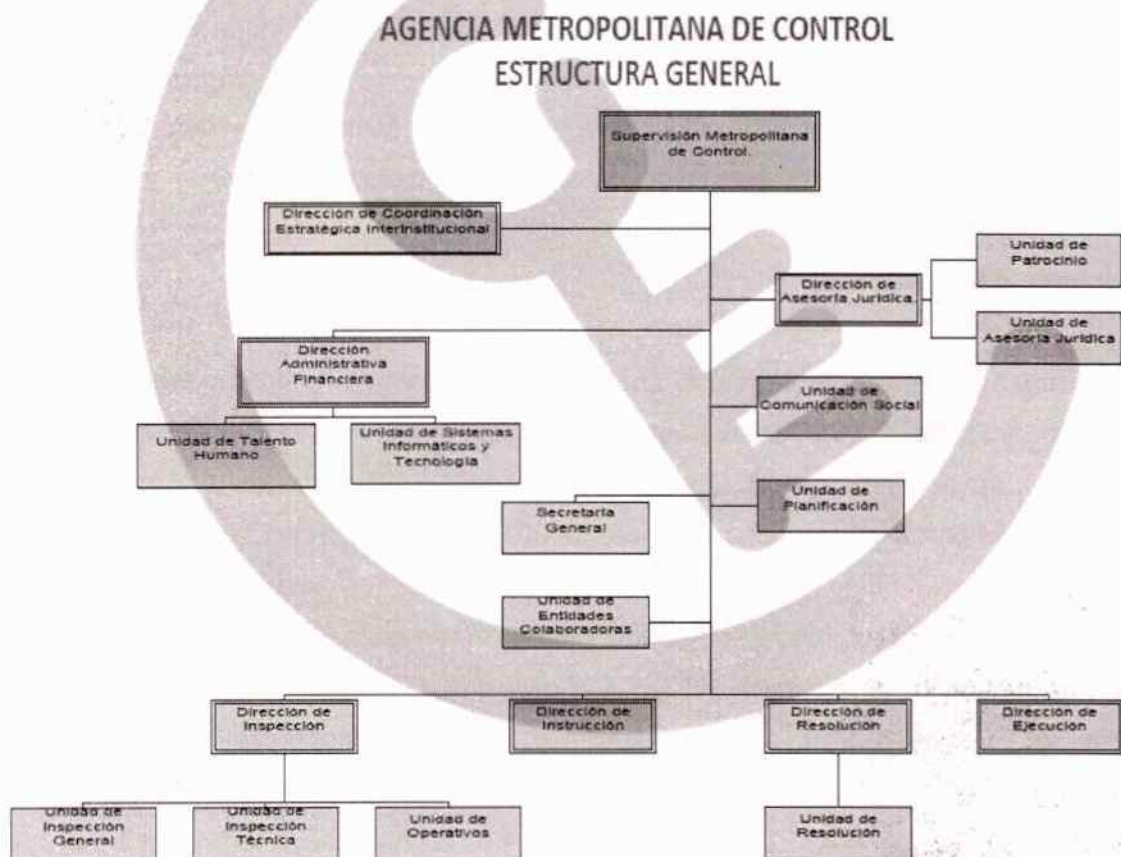 AGENCIA METROPOLITANA DE CONTROL
ESTRUCTURA GENERAL
Supervisión Metropolitana
de Control.
Dirección de Coordinación
Estratégica Interinstitucional
Unidad de
Patrocinio
Dirección de
Asesoría Jurídica.
Unidad de
Asesoría Jurídica
Dirección
Administrativa
Financiera
Unidad de
Comunicación Social
Unidad de Talento
Humano
Unidad de Sistemas
Informáticos y
Tecnología
Unidad de
Planificación
Secretaría
General
Unidad de
Entidades
Colaboradoras
Dirección de
Inspección
Dirección de
Instrucción
Dirección de
Resolución
Dirección de
Ejecución
Unidad de
Inspección
General
Unidad de
Inspección
Técnica
Unidad de
Operativos
Unidad de
Resolución